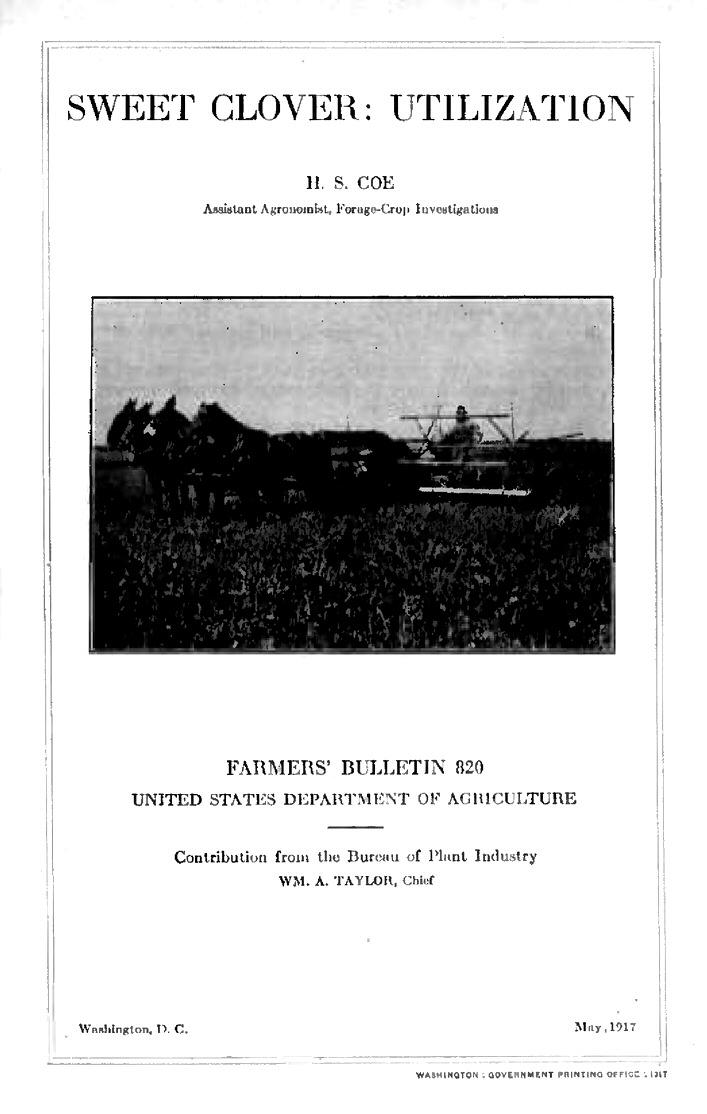 SWEET CLOVER: UTILIZATION
H. S. COE
Assistant Agronomist, Forage-Crop Investigations
FARMERS' BULLETIN 820
UNITED STATES DEPARTMENT OF AGRICULTURE
Contribution from the Bureau of Plant Industry
WM. A. TAYLOR, Chief
Washington, D. C.
May, 1917
WASHINGTON : GOVERNMENT PRINTING OFFICE : 1917